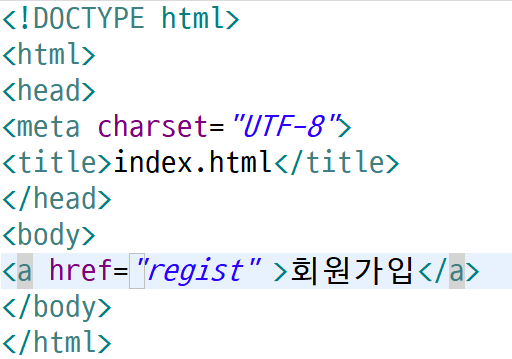 <!DOCTYPE html>
<html>
<head>
<meta charset="UTF-8">
<title>index.html</title>
</head>
<body>
<a href="regist" >회원가입</a>
</body>
</html>